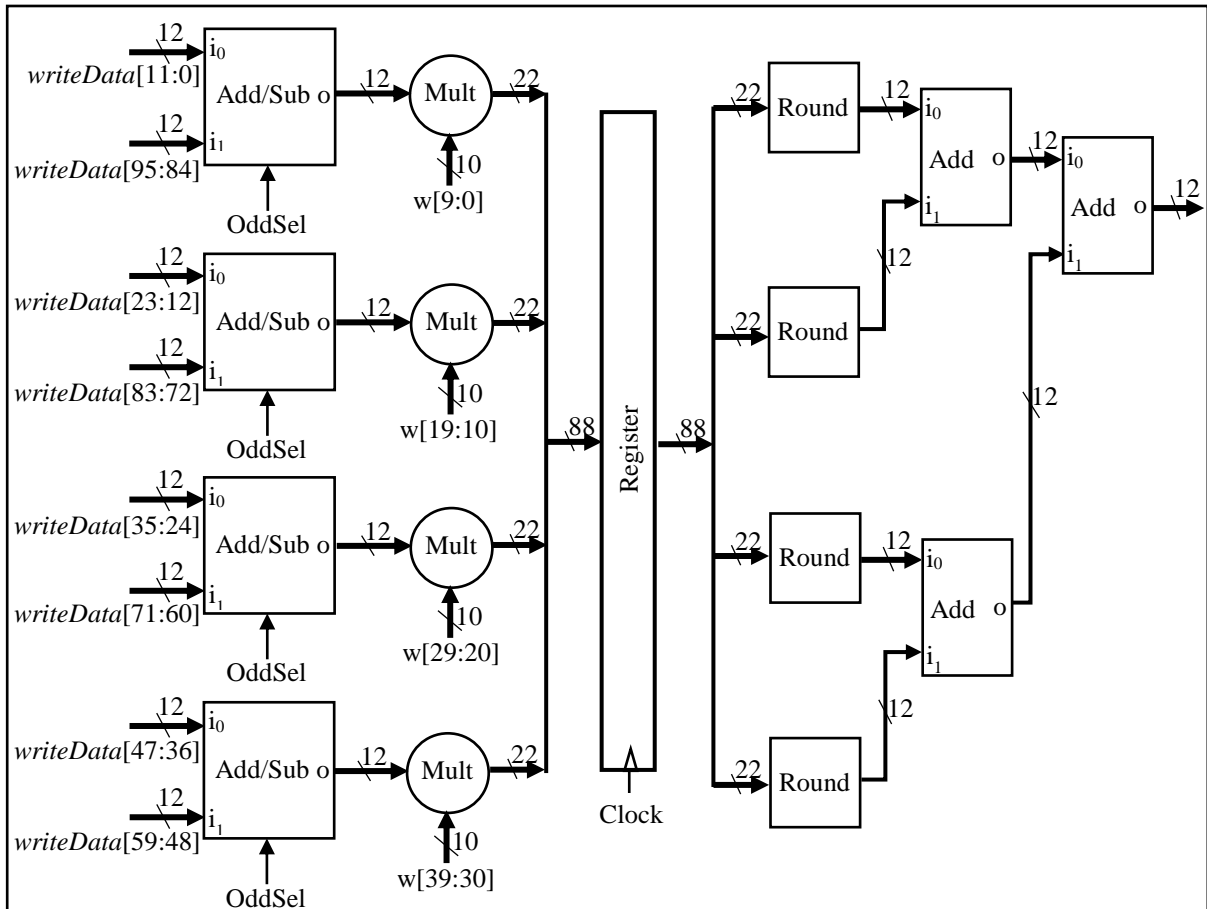 12
i0
writeData[11:0]
Add/Sub o
12
Mult
22
12
i1
writeData[95:84]
10
w[9:0]
OddSel
12
i0
writeData[23:12]
Add/Sub o
12
Mult
22
12
i1
writeData[83:72]
10
w[19:10]
OddSel
12
i0
writeData[35:24]
Add/Sub o
12
Mult
22
12
i1
writeData[71:60]
10
w[29:20]
OddSel
12
i0
writeData[47:36]
Add/Sub o
12
Mult
22
12
i1
writeData[59:48]
10
w[39:30]
OddSel
88
Register
Clock
88
22
Round
12
i0
Add o
i1
12
22
Round
12
i0
Add o
i1
12
12
22
Round
12
i0
Add o
i1
12
22
Round
12